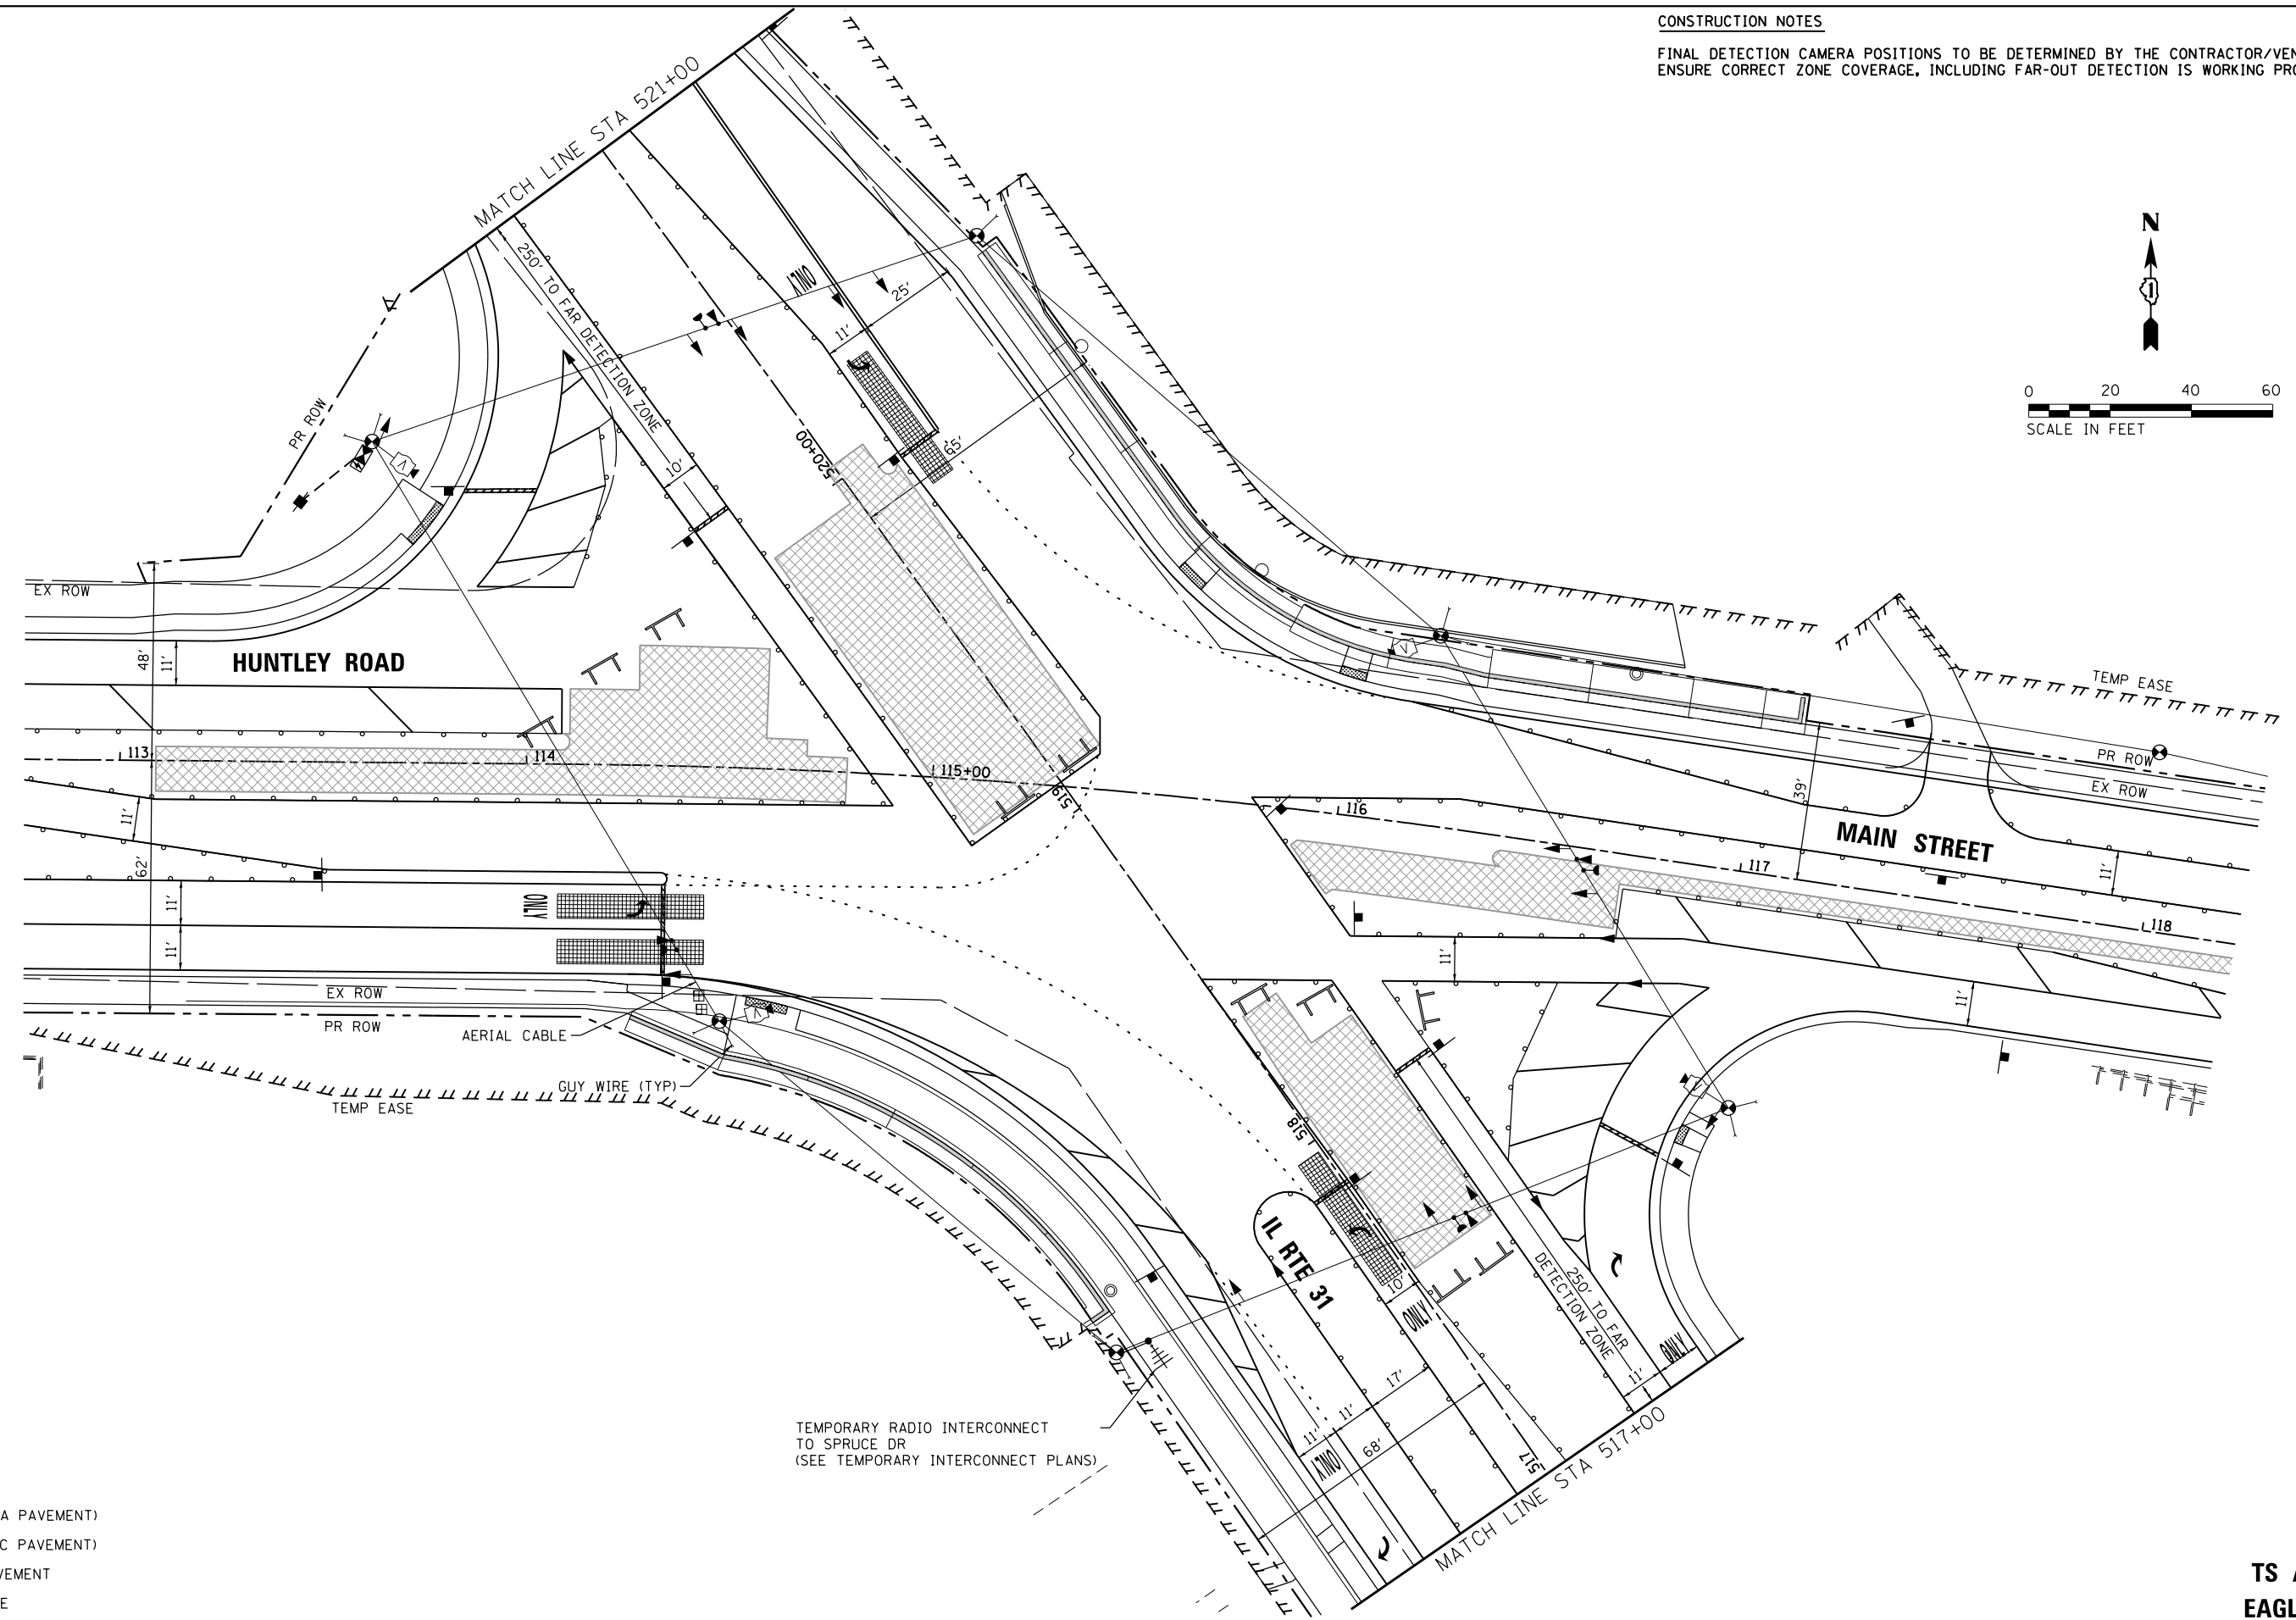 CONSTRUCTION NOTES
FINAL DETECTION CAMERA POSITIONS TO BE DETERMINED BY THE CONTRACTOR/VEN
ENSURE CORRECT ZONE COVERAGE, INCLUDING FAR-OUT DETECTION IS WORKING PRO
MATCH LINE STA 521+00
N
0 20 40 60
SCALE IN FEET
250' TO FAR DETECTION ZONE
ONLY
25'
11'
65'
10'
520+00
PR ROW
EX ROW
48'
11'
HUNTLEY ROAD
113
114
115+00
519
116
117
118
39'
MAIN STREET
TEMP EASE
PR ROW
EX ROW
11'
11'
62'
11'
11'
ONLY
11'
11'
EX ROW
PR ROW
AERIAL CABLE
GUY WIRE (TYP)
TEMP EASE
518
IL RTE 31
10'
ONLY
250' TO FAR
DETECTION ZONE
ONLY
11'
17'
11'
11'
68'
ONLY
517
MATCH LINE STA 517+00
TEMPORARY RADIO INTERCONNECT
TO SPRUCE DR
(SEE TEMPORARY INTERCONNECT PLANS)
A PAVEMENT)
C PAVEMENT)
VEMENT
E
TS
EAGL